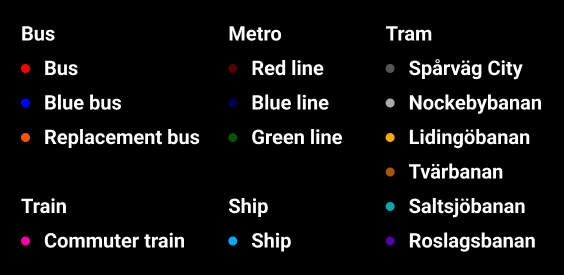 Bus
Bus
Blue bus
Replacement bus
Metro
Red line
Blue line
Green line
Tram
Spårväg City
Nockebybanan
Lidingöbanan
Tvärbanan
Saltsjöbanan
Roslagsbanan
Train
Commuter train
Ship
Ship